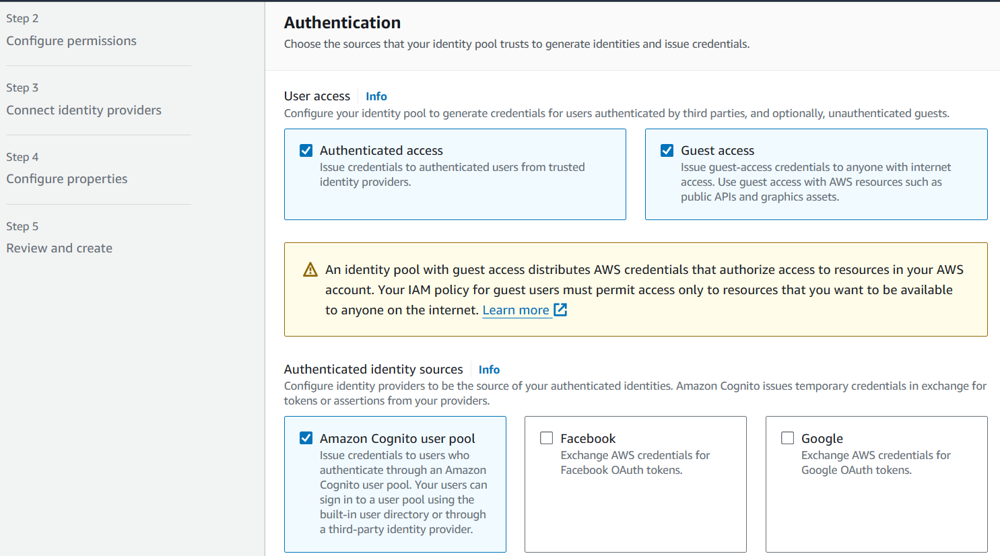 Step 2
Configure permissions
Step 3
Connect identity providers
Step 4
Configure properties
Step 5
Review and create
Authentication
Choose the sources that your identity pool trusts to generate identities and issue credentials.
User access
Info
Configure your identity pool to generate credentials for users authenticated by third parties, and optionally, unauthenticated guests.
Authenticated access
Issue credentials to authenticated users from trusted
identity providers.
Guest access
Issue guest-access credentials to anyone with internet
access. Use guest access with AWS resources such as
public APIs and graphics assets.
An identity pool with guest access distributes AWS credentials that authorize access to resources in your AWS
account. Your IAM policy for guest users must permit access only to resources that you want to be available
to anyone on the internet. Learn more
Authenticated identity sources
Info
Configure identity providers to be the source of your authenticated identities. Amazon Cognito issues temporary credentials in exchange for
tokens or assertions from your providers.
Amazon Cognito user pool
Issue credentials to users who
authenticate through an Amazon
Cognito user pool. Your users can
sign in to a user pool using the
built-in user directory or through
a third-party identity provider.
Facebook
Exchange AWS credentials for
Facebook OAuth tokens.
Google
Exchange AWS credentials for
Google OAuth tokens.